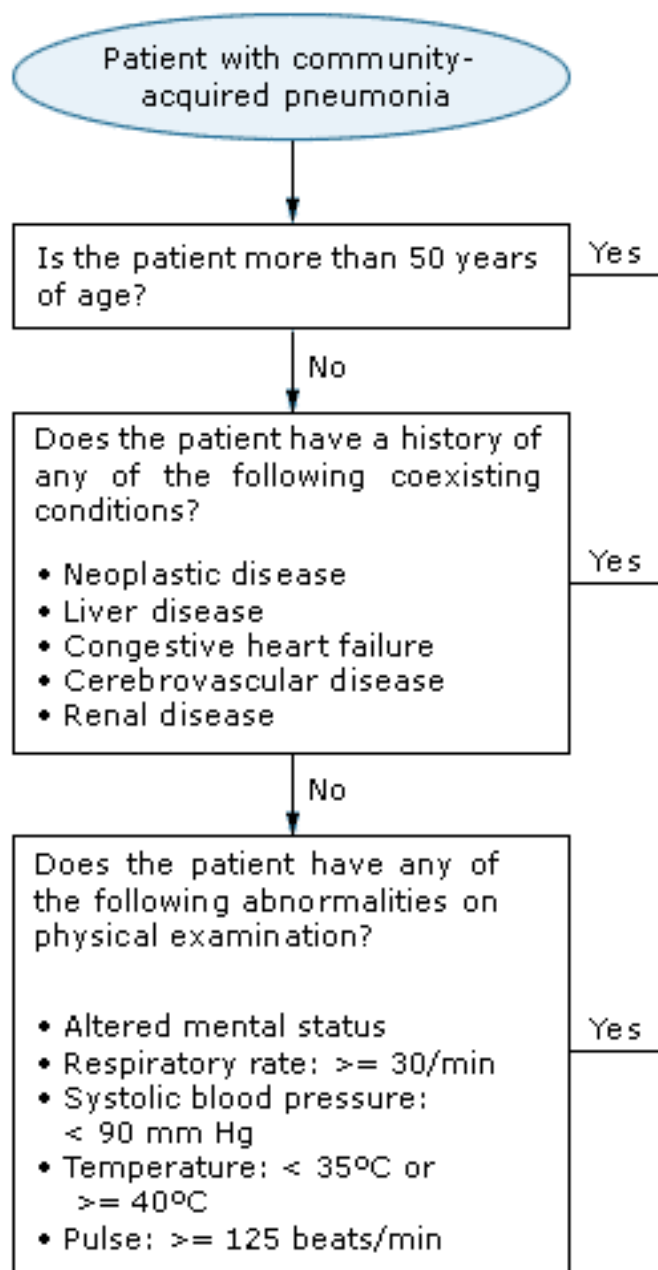 Patient with community-
acquired pneumonia
Is the patient more than 50 years
of age?
Yes
No
Does the patient have a history of
any of the following coexisting
conditions?
• Neoplastic disease
• Liver disease
• Congestive heart failure
• Cerebrovascular disease
• Renal disease
Yes
No
Does the patient have any of
the following abnormalities on
physical examination?
• Altered mental status
• Respiratory rate: >= 30/min
• Systolic blood pressure:
< 90 mm Hg
• Temperature: < 35ºC or
>= 40ºC
• Pulse: >= 125 beats/min
Yes